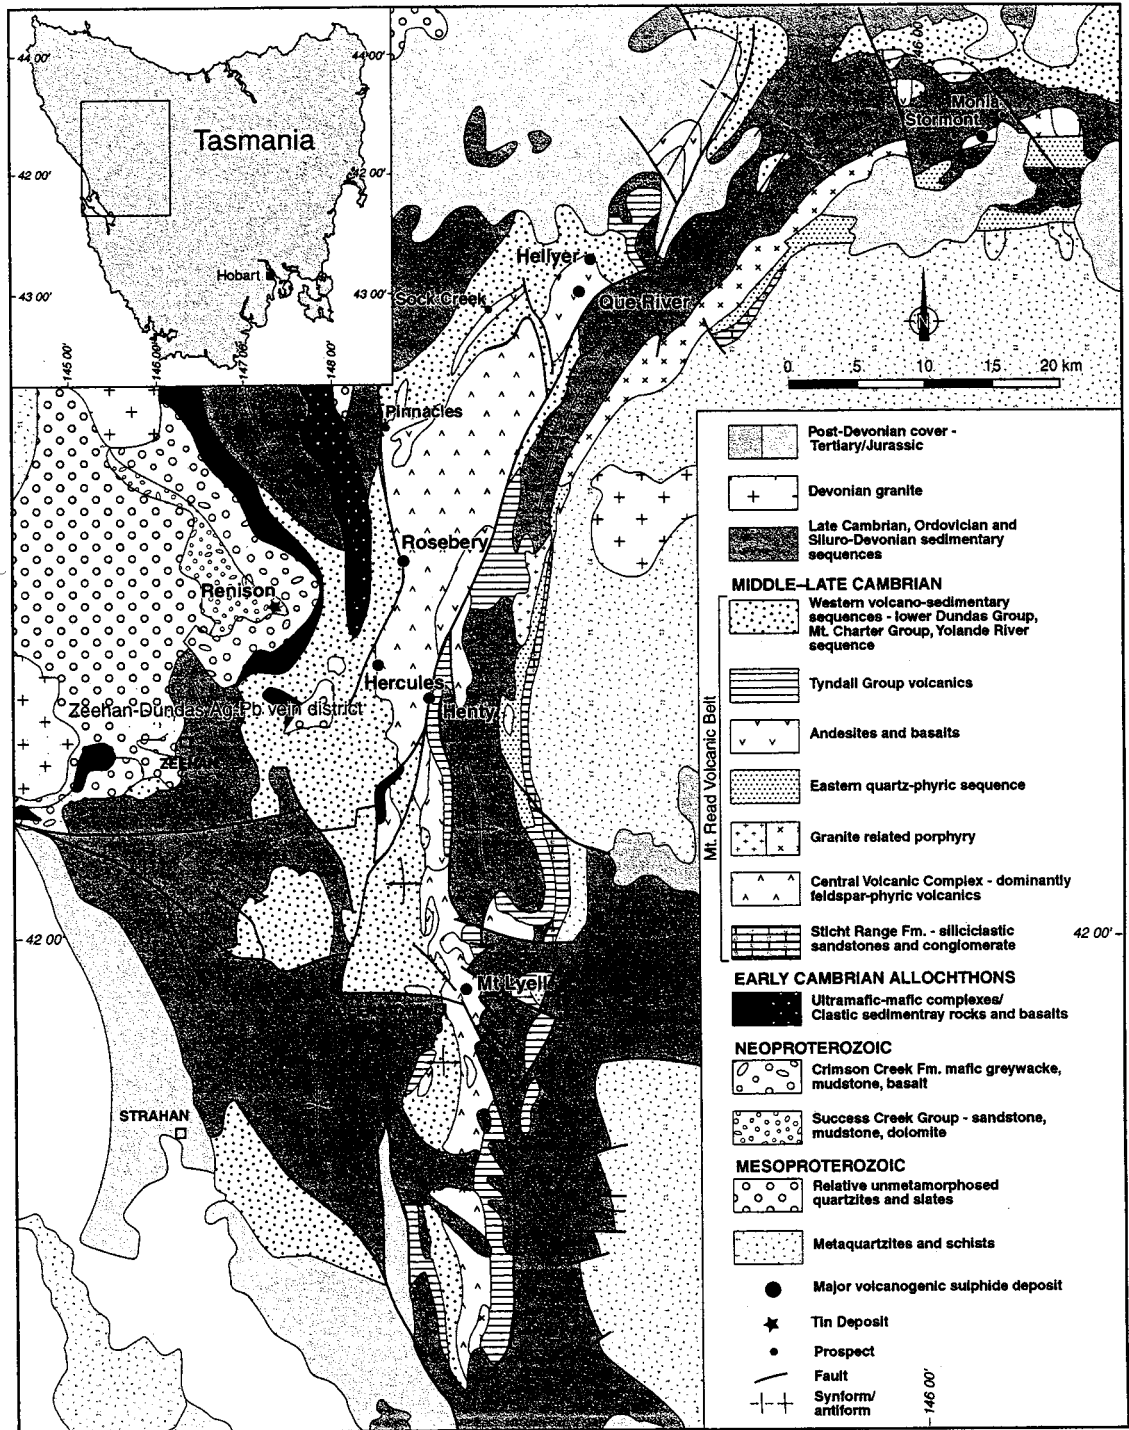 44 00'
42 00'
43 00'
145 00'
146 00'
147 00'
148 00'
44 00'
42 00'
43 00'
Tasmania
Hobart
146 00'
Stormont
Hellyer
Que River
Sock Creek
Pinnacles
Rosebery
Renison
Hercules
Henty
Zeehan-Dundas Ag-Pb vein district
ZEEHAN
42 00'
Mt Lyell
STRAHAN
N
0 5 10 15 20 km
Post-Devonian cover -
Tertiary/Jurassic
Devonian granite
Late Cambrian, Ordovician and
Siluro-Devonian sedimentary
sequences
MIDDLE-LATE CAMBRIAN
Mt. Read Volcanic Belt
Western volcano-sedimentary
sequences - lower Dundas Group,
Mt. Charter Group, Yolande River
sequence
Tyndall Group volcanics
Andesites and basalts
Eastern quartz-phyric sequence
Granite related porphyry
Central Volcanic Complex - dominantly
feldspar-phyric volcanics
Sticht Range Fm. - siliciclastic
sandstones and conglomerate
42 00'
EARLY CAMBRIAN ALLOCHTHONS
Ultramafic-mafic complexes/
Clastic sedimentray rocks and basalts
NEOPROTEROZOIC
Crimson Creek Fm. mafic greywacke,
mudstone, basalt
Success Creek Group - sandstone,
mudstone, dolomite
MESOPROTEROZOIC
Relative unmetamorphosed
quartzites and slates
Metaquartzites and schists
Major volcanogenic sulphide deposit
Tin Deposit
Prospect
Fault
Synform/
antiform
146 00'